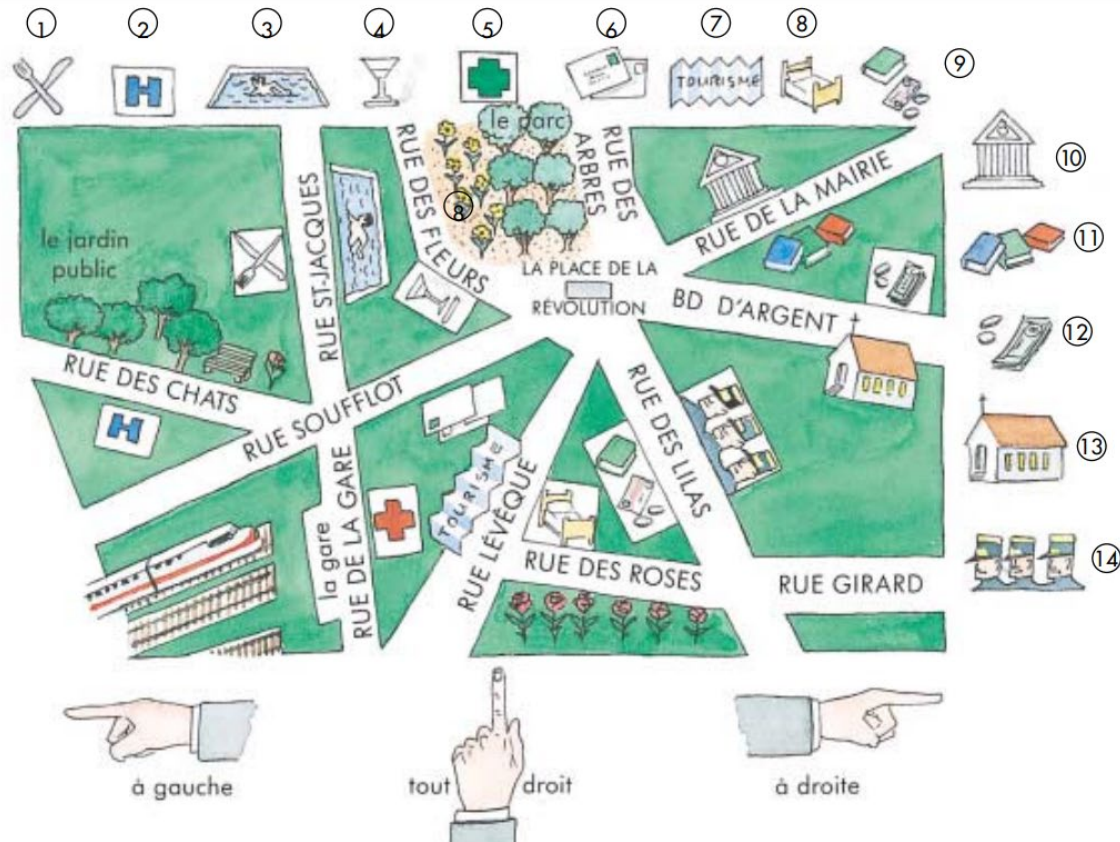 1 2 3 4 5 6 7 8 9
H
TOURISME
10
11
12
13
14
le parc
RUE DES FLEURS
8
RUE DES
ARBRES
RUE ST-JACQUES
le jardin
public
RUE DE LA MAIRIE
LA PLACE DE LA
RÉVOLUTION
BD D'ARGENT
RUE DES CHATS
RUE SOUFFLOT
H
RUE DES LILAS
TOURISME
la gare
RUE DE LA GARE
RUE LÉVÊQUE
RUE DES ROSES
RUE GIRARD
à gauche
tout droit
à droite